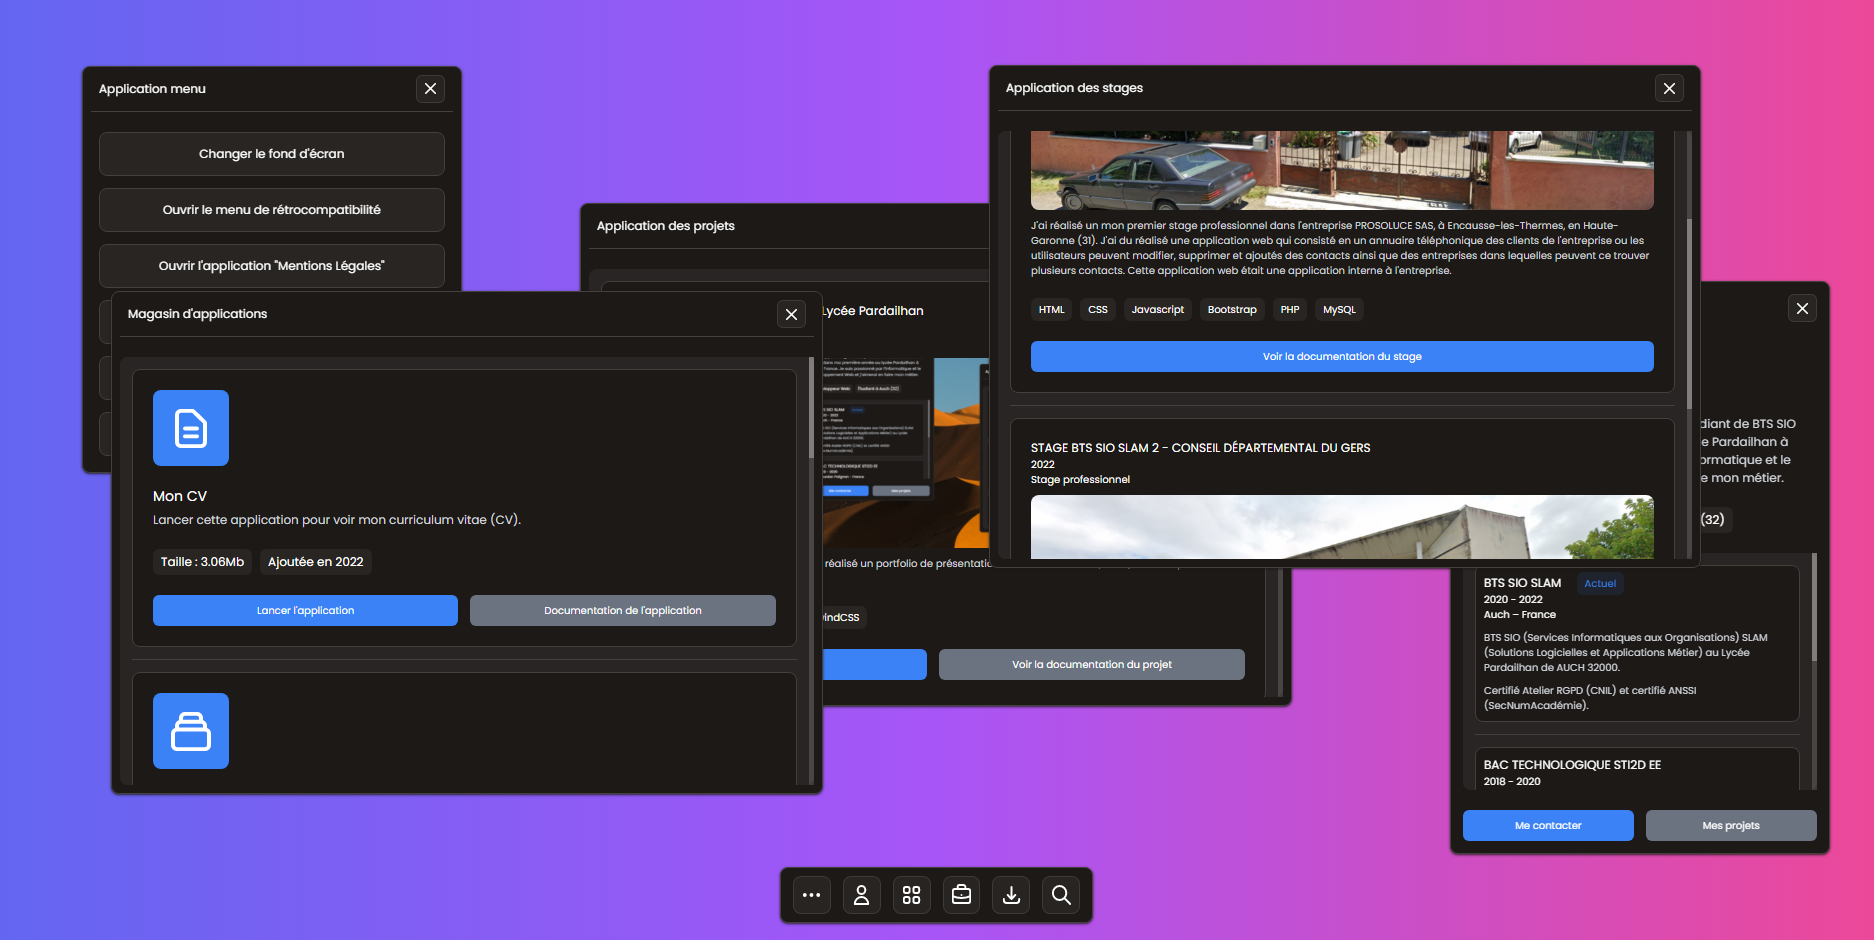 Application menu
Changer le fond d'écran
Ouvrir le menu de rétrocompatibilité
Ouvrir l'application "Mentions Légales"
Magasin d'applications
Mon CV
Lancer cette application pour voir mon curriculum vitae (CV).
Taille : 3.06Mb
Ajoutée en 2022
Lancer l'application
Documentation de l'application
Application des projets
Lycée Pardailhan
réalisé un portfolio de
Voir la documentation du projet
Application des stages
J'ai réalisé un mon premier stage professionnel dans l'entreprise PROSOLUCE SAS, à Encausse-les-Thermes, en Haute-
Garonne (31). J'ai du réalisé une application web qui consisté en un annuaire téléphonique des clients de l'entreprise ou les
utilisateurs peuvent modifier, supprimer et ajoutés des contacts ainsi que des entreprises dans lequelles peuvent ce trouver
plusieurs contacts. Cette application web était une application interne à l'entreprise.
HTML
CSS
Javascript
Bootstrap
PHP
MySQL
Voir la documentation du stage
STAGE BTS SIO SLAM 2 - CONSEIL DÉPARTEMENTAL DU GERS
2022
Stage professionnel
diant de BTS SIO
e Pardailhan à
ormatique et le
e mon métier.
(32)
BTS SIO SLAM
Actuel
2020 - 2022
Auch – France
BTS SIO (Services Informatiques aux Organisations) SLAM
(Solutions Logicielles et Applications Métier) au Lycée
Pardailhan de AUCH 32000.
Certifié Atelier RGPD (CNIL) et certifié ANSSI
(SecNumAcadémie).
BAC TECHNOLOGIQUE STI2D EE
2018 - 2020
Me contacter
Mes projets